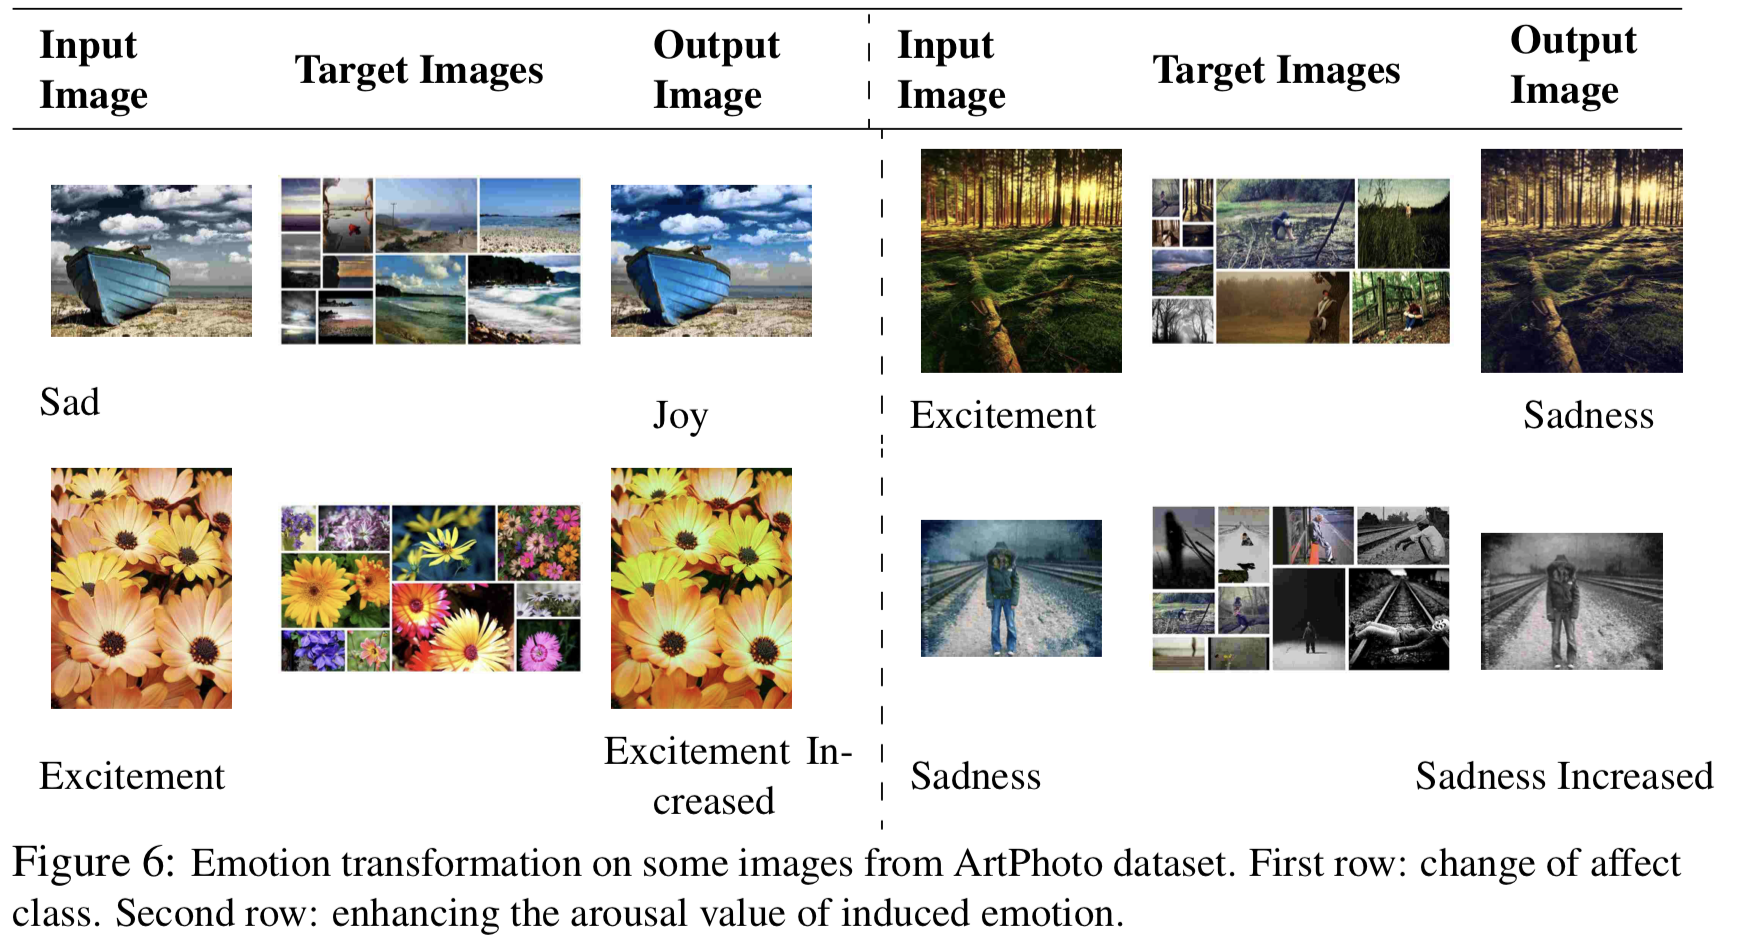 Input Image
Target Images
Output Image
Input Image
Target Images
Output Image
Sad
Joy
Excitement
Sadness
Excitement
Excitement In-
creased
Sadness
Sadness Increased
Figure 6: Emotion transformation on some images from ArtPhoto dataset. First row: change of affect
class. Second row: enhancing the arousal value of induced emotion.